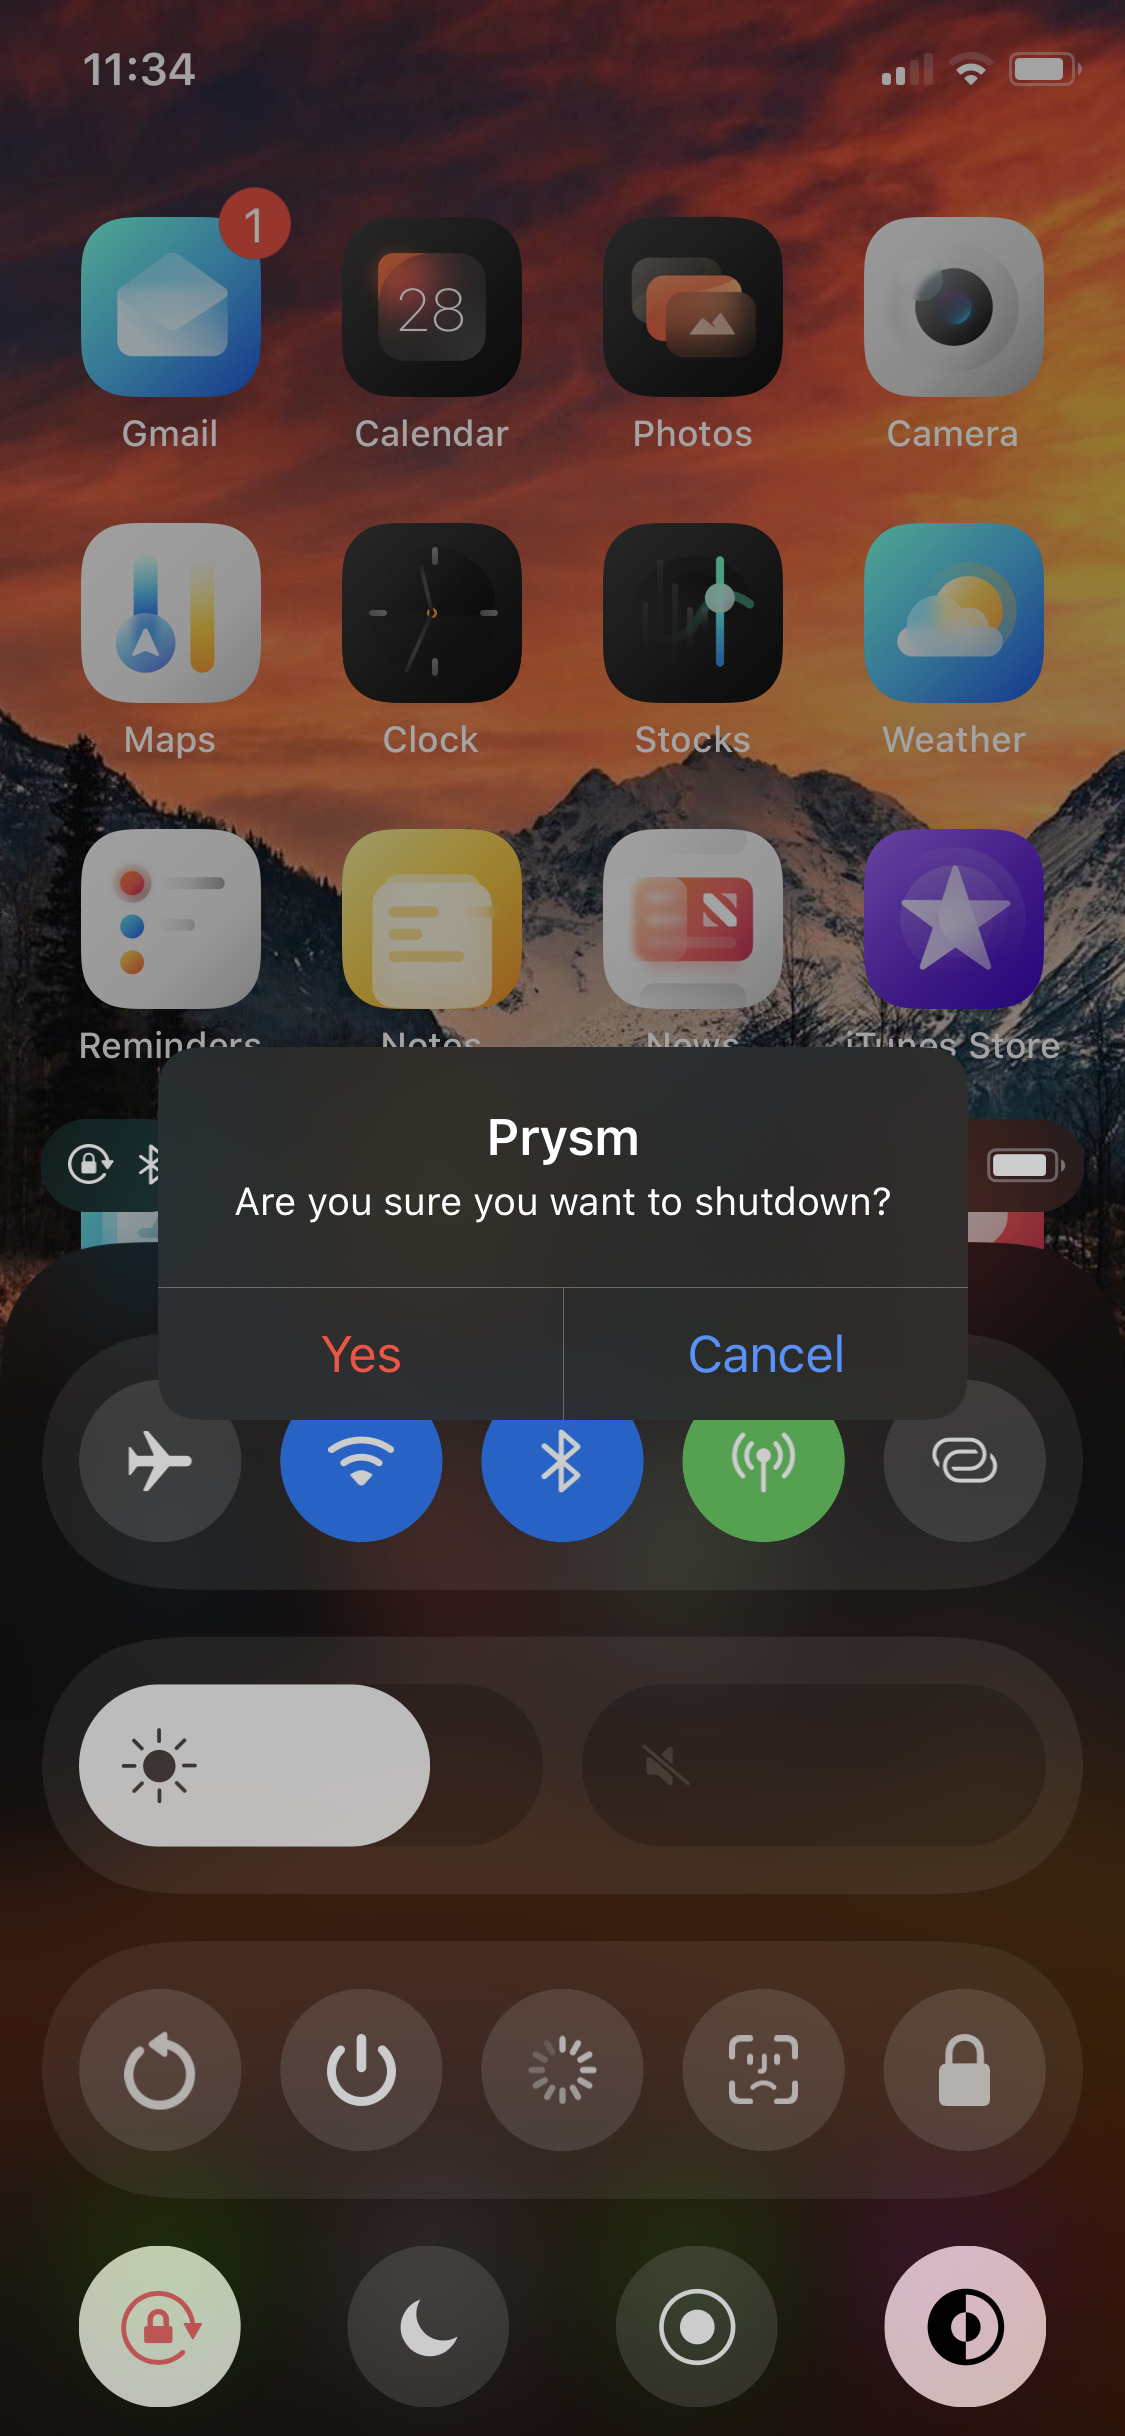 11:34
1
28
Gmail
Calendar
Photos
Camera
Maps
Clock
Stocks
Weather
Reminders
Notes
News
iTunes Store
Prysm
Are you sure you want to shutdown?
Yes
Cancel